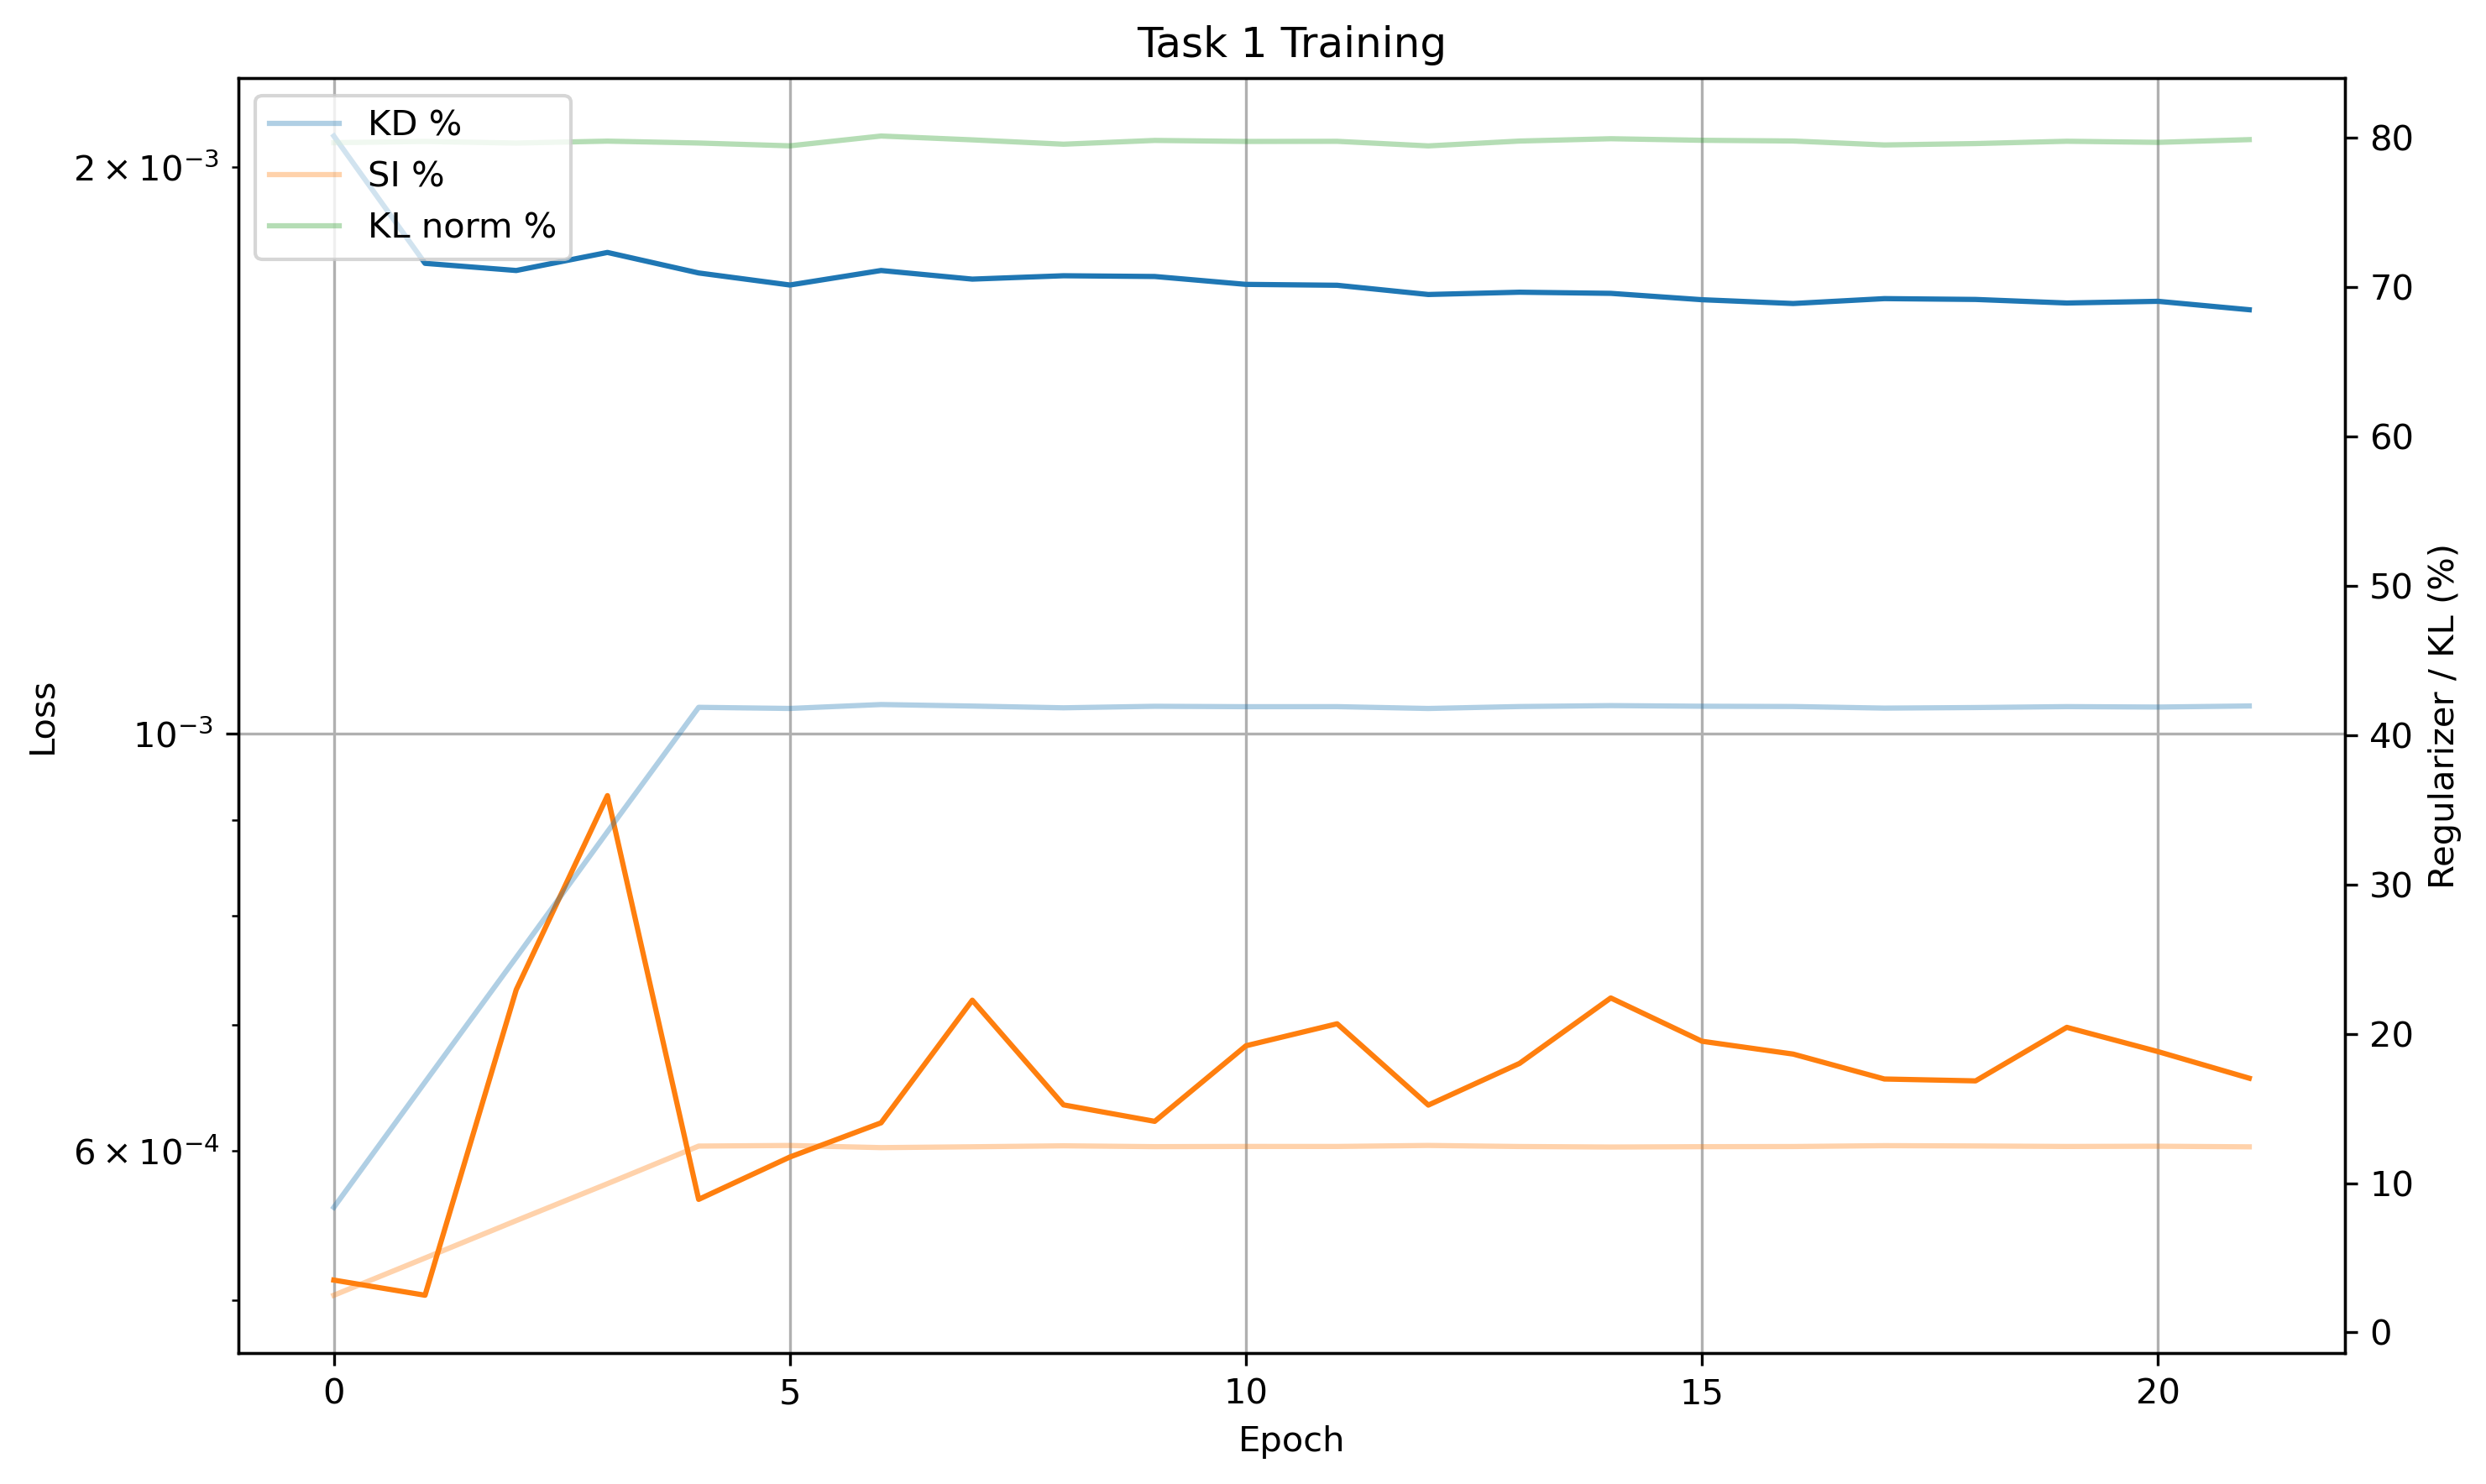 Task 1 Training
KD %
SI %
KL norm %
2 × 10⁻³
10⁻³
6 × 10⁻⁴
Loss
80
70
60
50
40
30
20
10
0
Regularizer / KL (%)
0 5 10 15 20
Epoch